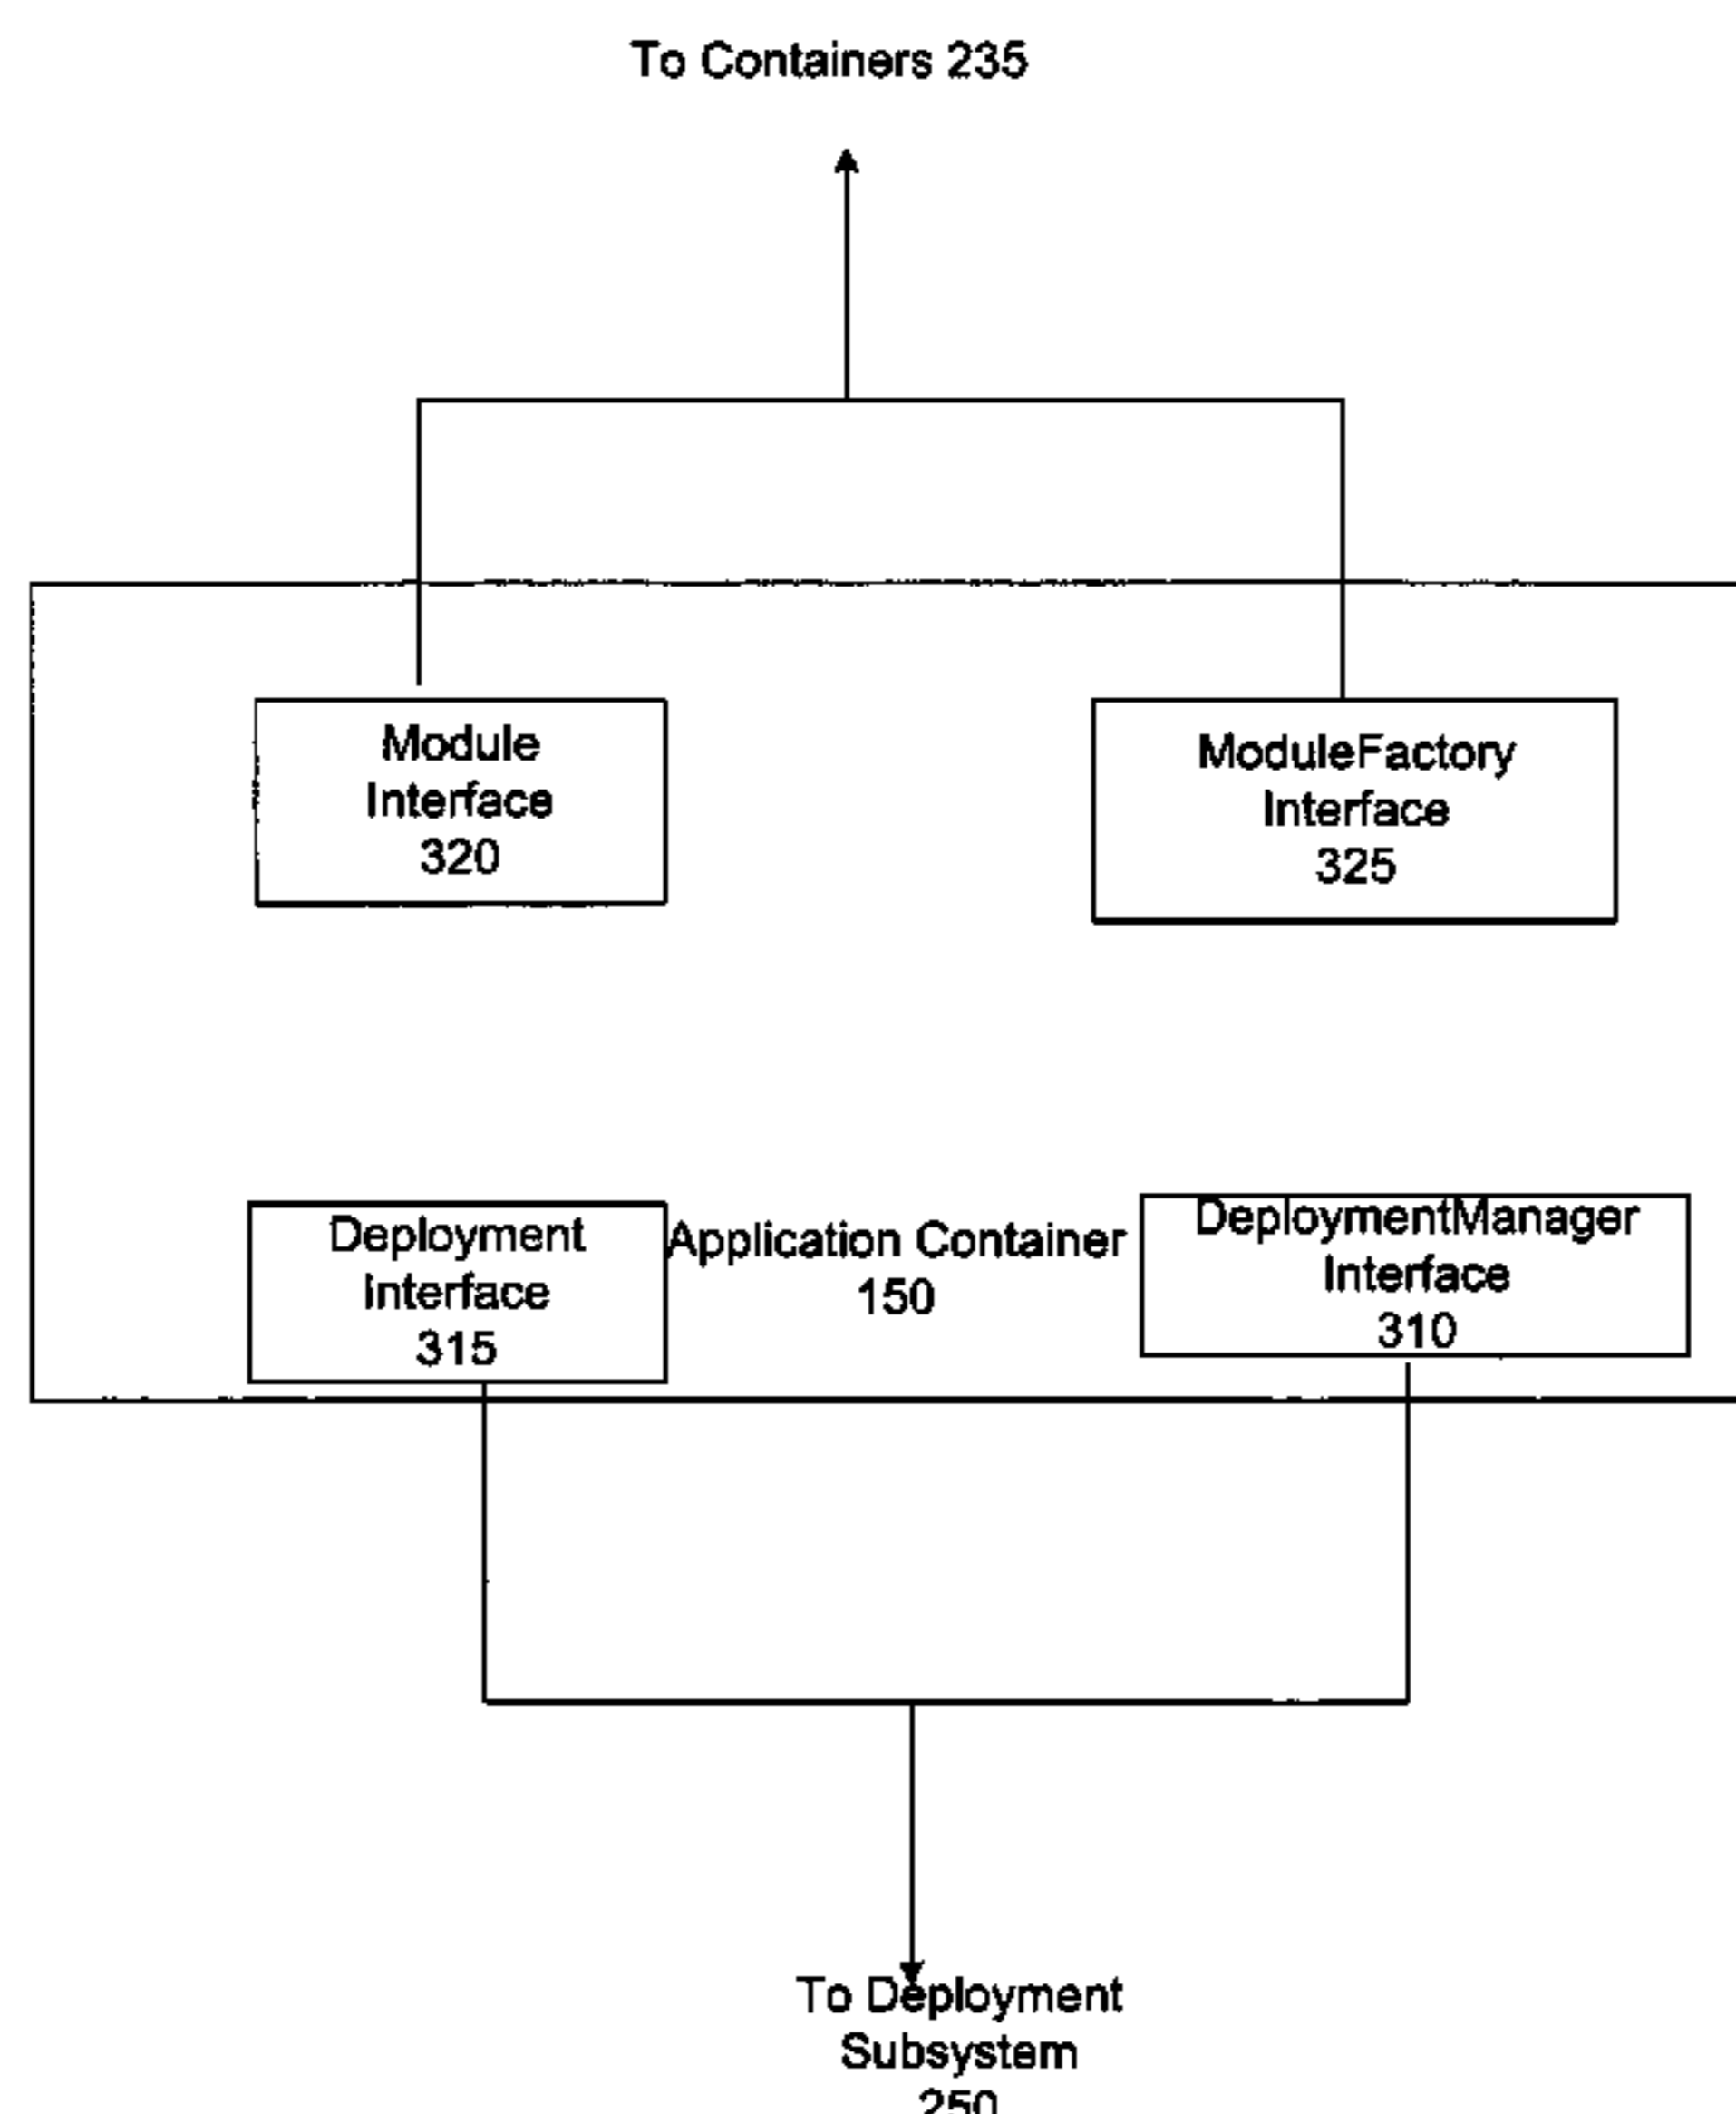 To Containers 235
Module
Interface
320
ModuleFactory
Interface
325
Deployment
Interface
315
Application Container
150
DeploymentManager
Interface
310
To Deployment
Subsystem
250